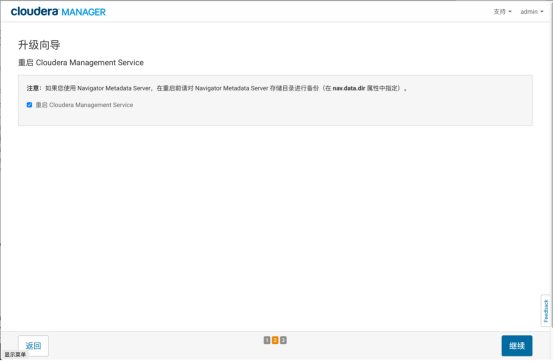 cloudera MANAGER
支持 admin
升级向导
重启 Cloudera Management Service
注意：如果您使用 Navigator Metadata Server，在重启前请对 Navigator Metadata Server 存储目录进行备份（在 nav.data.dir 属性中指定）。
重启 Cloudera Management Service
Feedback
返回 1 2 3 继续
显示菜单